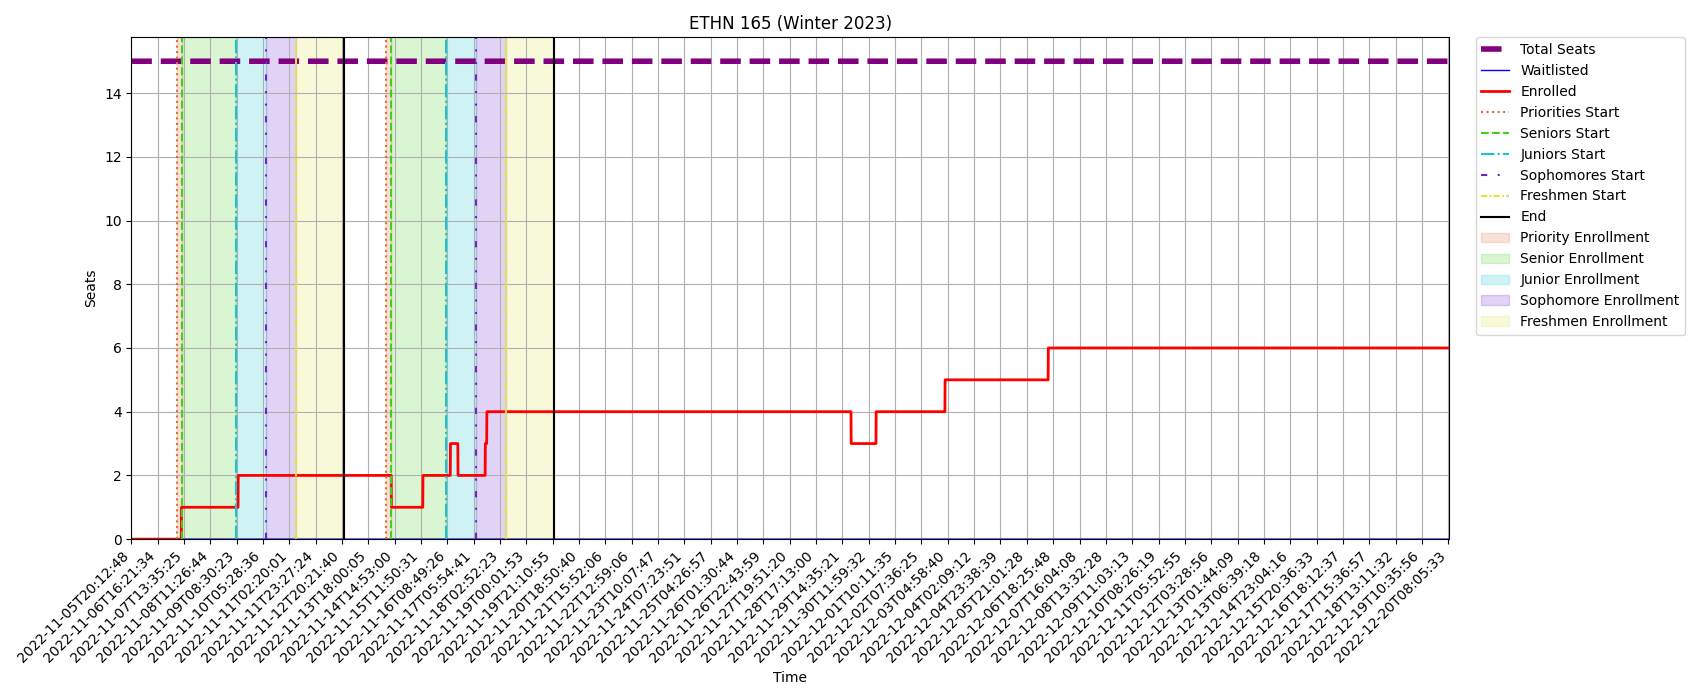 ETHN 165 (Winter 2023)
Total Seats
Waitlisted
Enrolled
Priorities Start
Seniors Start
Juniors Start
Sophomores Start
Freshmen Start
End
Priority Enrollment
Senior Enrollment
Junior Enrollment
Sophomore Enrollment
Freshmen Enrollment
Seats
14
12
10
8
6
4
2
0
2022-11-05T20:12:48
2022-11-06T16:21:34
2022-11-07T13:35:25
2022-11-08T11:26:44
2022-11-09T08:30:23
2022-11-10T05:28:36
2022-11-11T02:20:01
2022-11-11T23:27:24
2022-11-12T20:21:40
2022-11-13T18:00:05
2022-11-14T14:53:00
2022-11-15T11:50:31
2022-11-16T08:49:26
2022-11-17T05:54:41
2022-11-18T02:52:23
2022-11-19T00:01:53
2022-11-19T21:10:55
2022-11-20T18:50:40
2022-11-21T15:52:06
2022-11-22T12:59:06
2022-11-23T10:07:47
2022-11-24T07:23:51
2022-11-25T04:26:57
2022-11-26T01:30:44
2022-11-26T22:43:59
2022-11-27T19:51:20
2022-11-28T17:13:00
2022-11-29T14:35:21
2022-11-30T11:59:32
2022-12-01T10:11:35
2022-12-02T07:36:25
2022-12-03T04:58:40
2022-12-04T02:09:12
2022-12-04T23:38:39
2022-12-05T21:01:28
2022-12-06T18:25:48
2022-12-07T16:04:08
2022-12-08T13:32:28
2022-12-09T11:03:13
2022-12-10T08:26:19
2022-12-11T05:52:55
2022-12-12T03:28:56
2022-12-13T01:44:09
2022-12-13T06:39:18
2022-12-14T23:04:16
2022-12-15T20:36:33
2022-12-16T18:12:37
2022-12-17T15:36:57
2022-12-18T13:11:32
2022-12-19T10:35:56
2022-12-20T08:05:33
Time